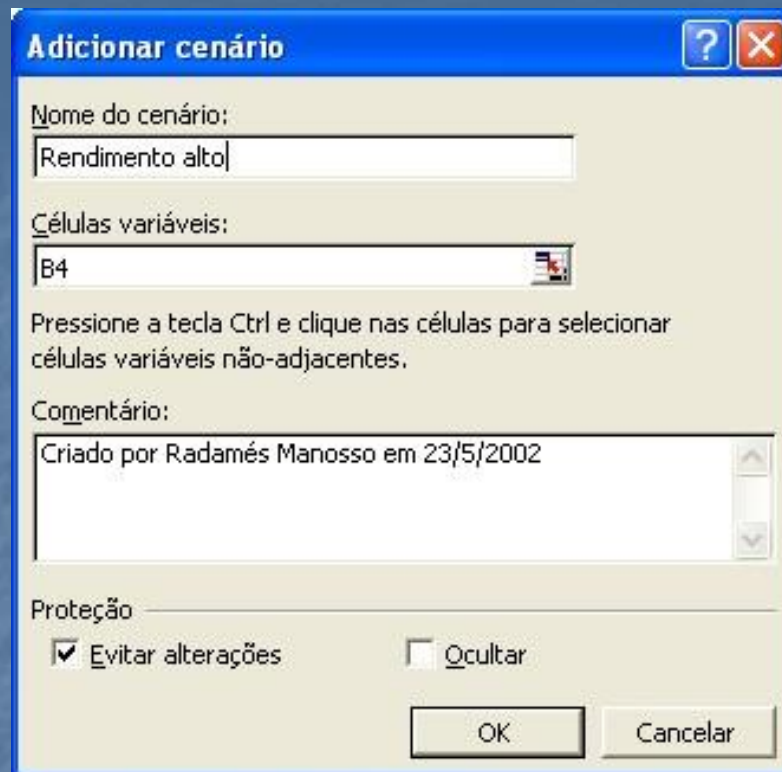 Adicionar cenário
Nome do cenário:
Rendimento alto
Células variáveis:
B4
Pressione a tecla Ctrl e clique nas células para selecionar
células variáveis não-adjacentes.
Comentário:
Criado por Radamés Manosso em 23/5/2002
Proteção
Evitar alterações
Ocultar
OK
Cancelar